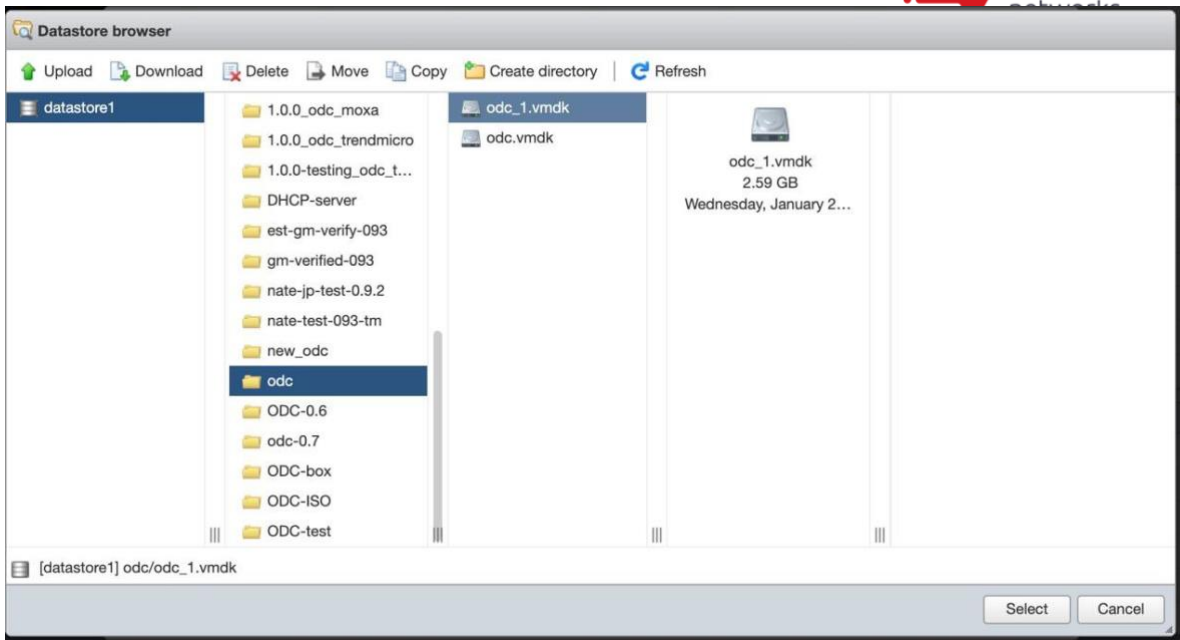 networks
Datastore browser
Upload Download Delete Move Copy Create directory Refresh
datastore1
1.0.0_odc_moxa
1.0.0_odc_trendmicro
1.0.0-testing_odc_t...
DHCP-server
est-gm-verify-093
gm-verified-093
nate-jp-test-0.9.2
nate-test-093-tm
new_odc
odc
ODC-0.6
odc-0.7
ODC-box
ODC-ISO
ODC-test
odc_1.vmdk
odc.vmdk
odc_1.vmdk
2.59 GB
Wednesday, January 2...
[datastore1] odc/odc_1.vmdk
Select Cancel